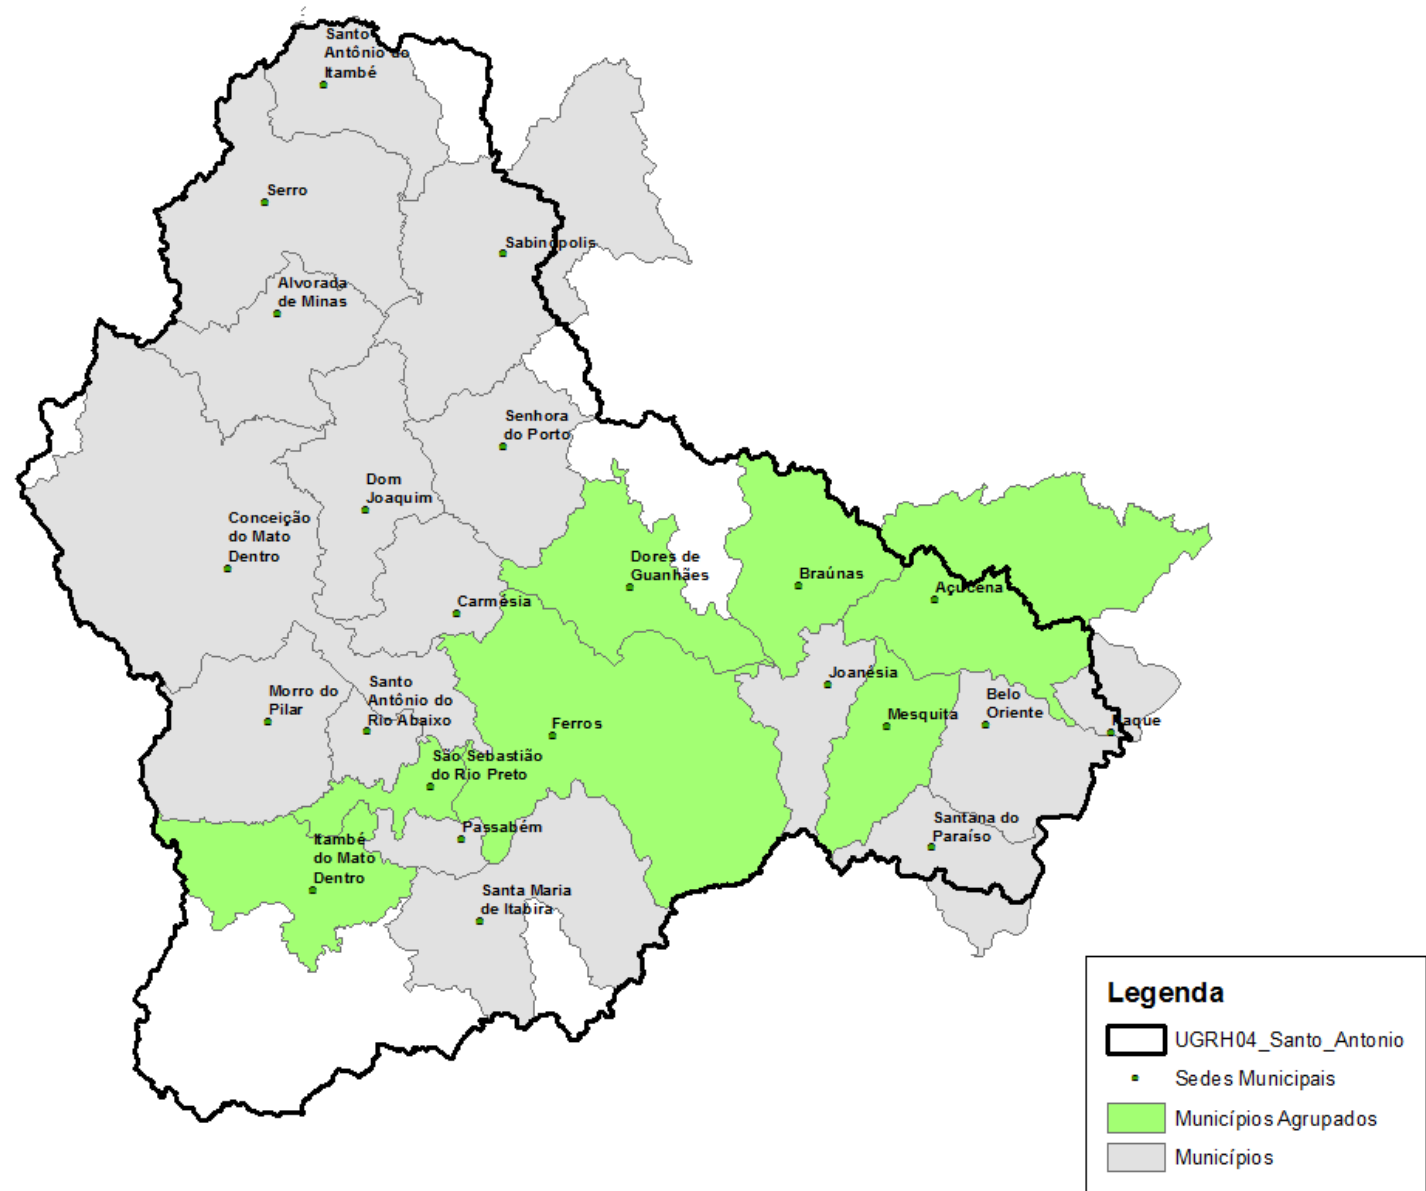 Santo
Antônio do
Itambé
Serro
Sabinópolis
Alvorada
de Minas
Senhora
do Porto
Dom
Joaquim
Conceição
do Mato
Dentro
Dores de
Guanhães
Braúnas
Açucena
Carmésia
Joanésia
Santo
Antônio do
Rio Abaixo
Morro do
Pilar
Belo
Oriente
Mesquita
Naque
Ferros
São Sebastião
do Rio Preto
Passabém
Santana do
Paraíso
Itambé
do Mato
Dentro
Santa Maria
de Itabira
Legenda
UGRH04_Santo_Antonio
Sedes Municipais
Municípios Agrupados
Municípios